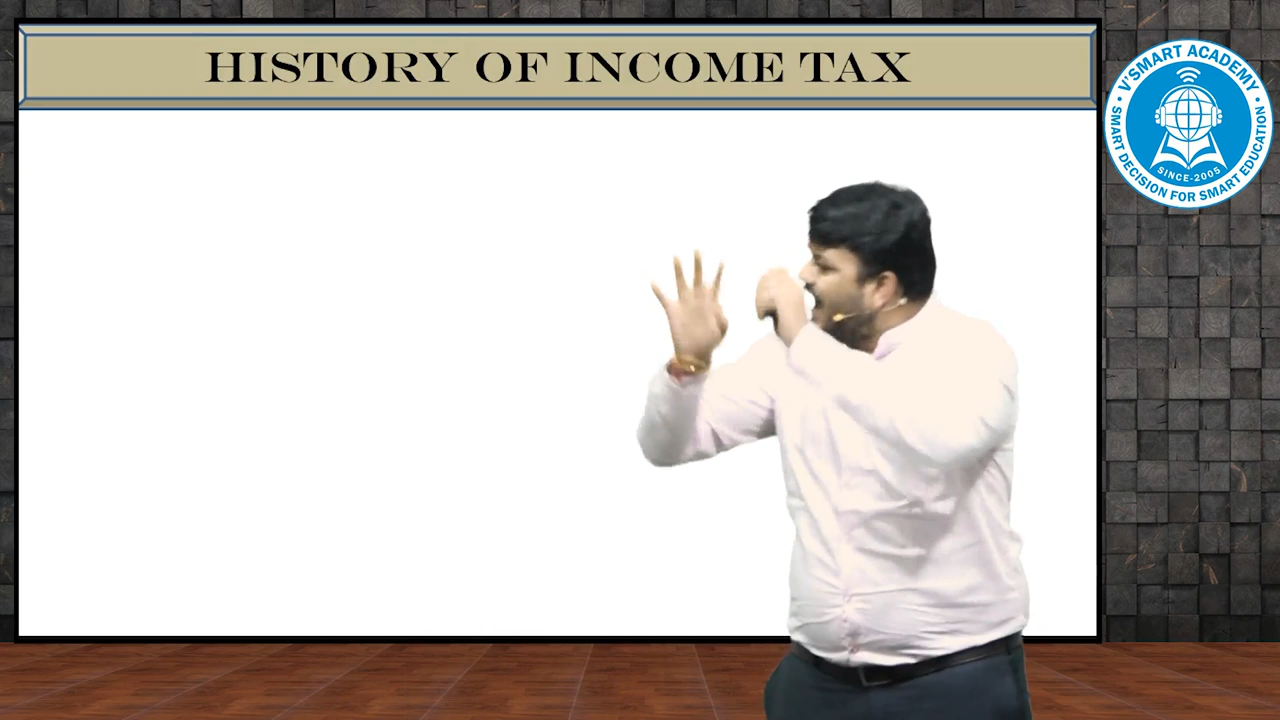 HISTORY OF INCOME TAX
V'SMART ACADEMY
SINCE-2005
SMART DECISION FOR SMART EDUCATION